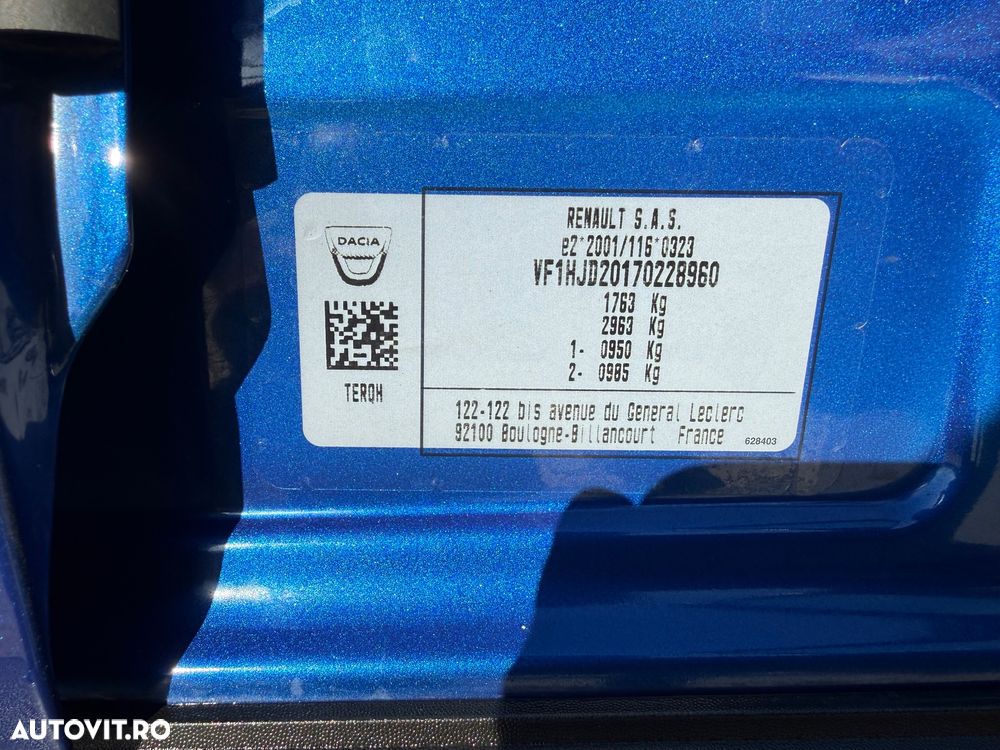 DACIA
TERQH
RENAULT S.A.S.
e2*2001/116*0323
VF1HJD20170228960
1763 Kg
2963 Kg
1- 0950 Kg
2- 0985 Kg
122-122 bis avenue du General Leclerc
92100 Boulogne-Billancourt France
628403
AUTOVIT.RO